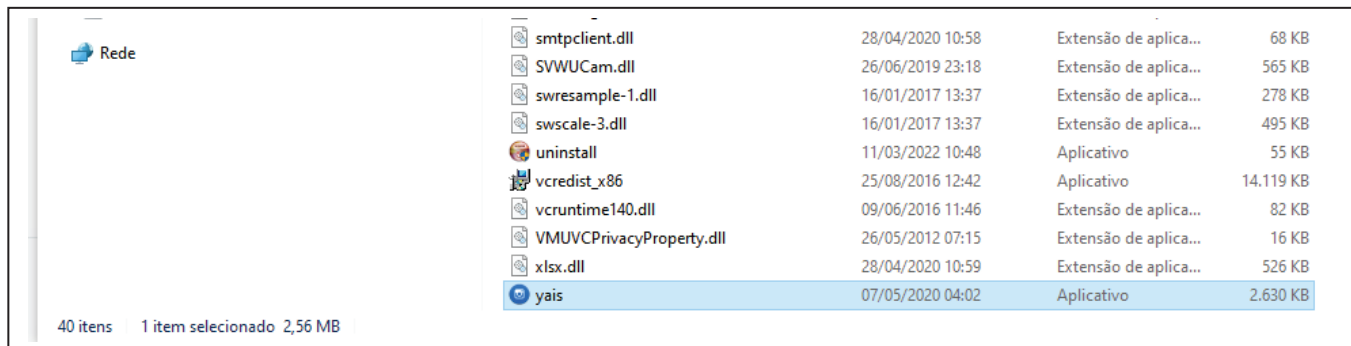 Rede
smtpclient.dll 28/04/2020 10:58 Extensão de aplica... 68 KB
SVWUCam.dll 26/06/2019 23:18 Extensão de aplica... 565 KB
swresample-1.dll 16/01/2017 13:37 Extensão de aplica... 278 KB
swscale-3.dll 16/01/2017 13:37 Extensão de aplica... 495 KB
uninstall 11/03/2022 10:48 Aplicativo 55 KB
vcredist_x86 25/08/2016 12:42 Aplicativo 14.119 KB
vcruntime140.dll 09/06/2016 11:46 Extensão de aplica... 82 KB
VMUVCPrivacyProperty.dll 26/05/2012 07:15 Extensão de aplica... 16 KB
xlsx.dll 28/04/2020 10:59 Extensão de aplica... 526 KB
yais 07/05/2020 04:02 Aplicativo 2.630 KB
40 itens 1 item selecionado 2,56 MB